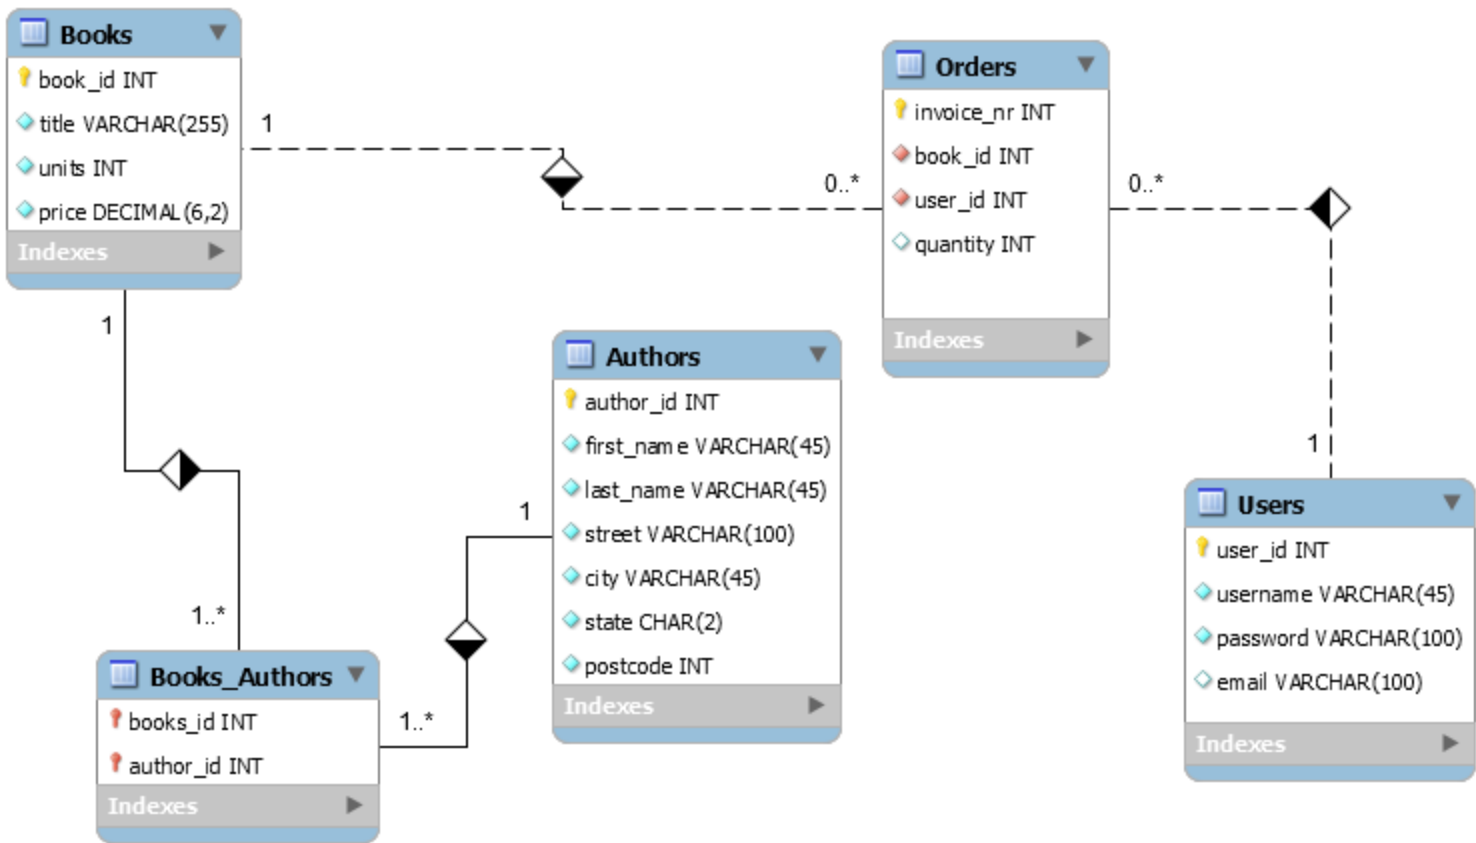 Books
book_id INT
title VARCHAR(255)
units INT
price DECIMAL(6,2)
Indexes
1
0..*
Orders
invoice_nr INT
book_id INT
user_id INT
quantity INT
Indexes
0..*
1
Users
user_id INT
username VARCHAR(45)
password VARCHAR(100)
email VARCHAR(100)
Indexes
1
1..*
Books_Authors
books_id INT
author_id INT
Indexes
1..*
1
Authors
author_id INT
first_name VARCHAR(45)
last_name VARCHAR(45)
street VARCHAR(100)
city VARCHAR(45)
state CHAR(2)
postcode INT
Indexes